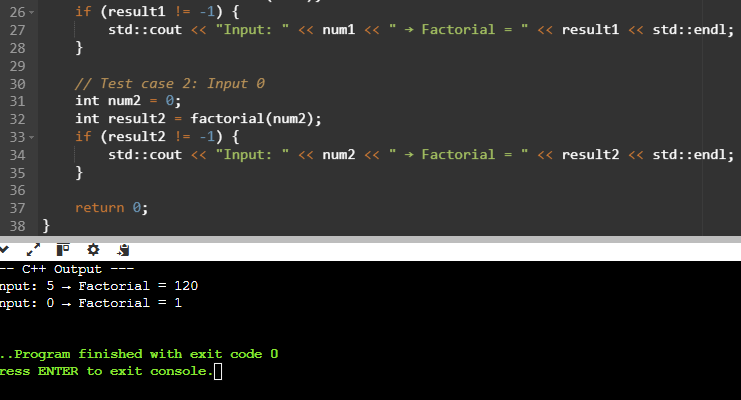 26 if (result1 != -1) {
27 std::cout << "Input: " << num1 << " → Factorial = " << result1 << std::endl;
28 }
29
30 // Test case 2: Input 0
31 int num2 = 0;
32 int result2 = factorial(num2);
33 if (result2 != -1) {
34 std::cout << "Input: " << num2 << " → Factorial = " << result2 << std::endl;
35 }
36
37 return 0;
38 }
-- C++ Output ---
nput: 5 → Factorial = 120
nput: 0 → Factorial = 1
..Program finished with exit code 0
ress ENTER to exit console.